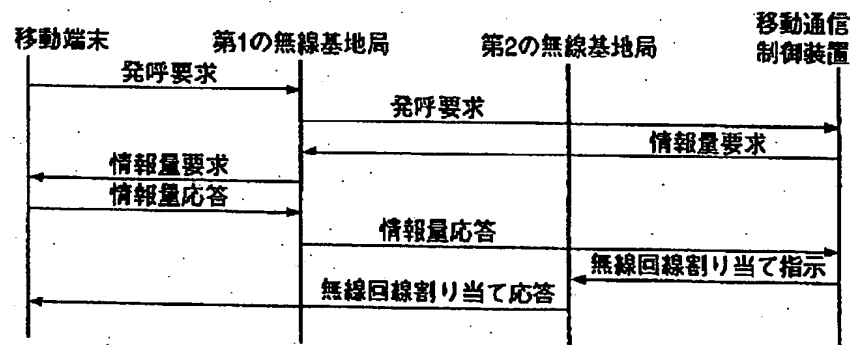 移動端末
第1の無線基地局
第2の無線基地局
移動通信
制御装置
発呼要求
発呼要求
情報量要求
情報量要求
情報量応答
情報量応答
無線回線割り当て指示
無線回線割り当て応答